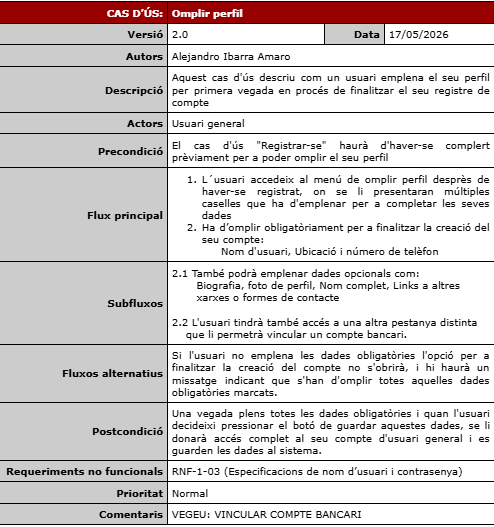 CAS D'ÚS: Omplir perfil
Versió 2.0 Data 17/05/2026
Autors Alejandro Ibarra Amaro
Descripció
Aquest cas d'ús descriu com un usuari emplena el seu perfil
per primera vegada en procés de finalitzar el seu registre de
compte
Actors Usuari general
Precondició
El cas d'ús "Registrar-se" haurà d'haver-se complert
prèviament per a poder omplir el seu perfil
Flux principal
1. L´usuari accedeix al menú de omplir perfil desprès de
haver-se registrat, on se li presentaran múltiples
caselles que ha d'emplenar per a completar les seves
dades
2. Ha d’omplir obligatòriament per a finalitzar la creació del
seu compte:
Nom d'usuari, Ubicació i número de telèfon
Subfluxos
2.1 També podrà emplenar dades opcionals com:
Biografia, foto de perfil, Nom complet, Links a altres
xarxes o formes de contacte
2.2 L'usuari tindrà també accés a una altra pestanya distinta
que li permetrà vincular un compte bancari.
Fluxos alternatius
Si l'usuari no emplena les dades obligatòries l'opció per a
finalitzar la creació del compte no s'obrirà, i hi haurà un
missatge indicant que s'han d'omplir totes aquelles dades
obligatòries marcats.
Postcondició
Una vegada plens totes les dades obligatòries i quan l'usuari
decideixi pressionar el botó de guardar aquestes dades, se li
donarà accés complet al seu compte d'usuari general i es
guarden les dades al sistema.
Requeriments no funcionals RNF-1-03 (Especificacions de nom d’usuari i contrasenya)
Prioritat Normal
Comentaris VEGEU: VINCULAR COMPTE BANCARI